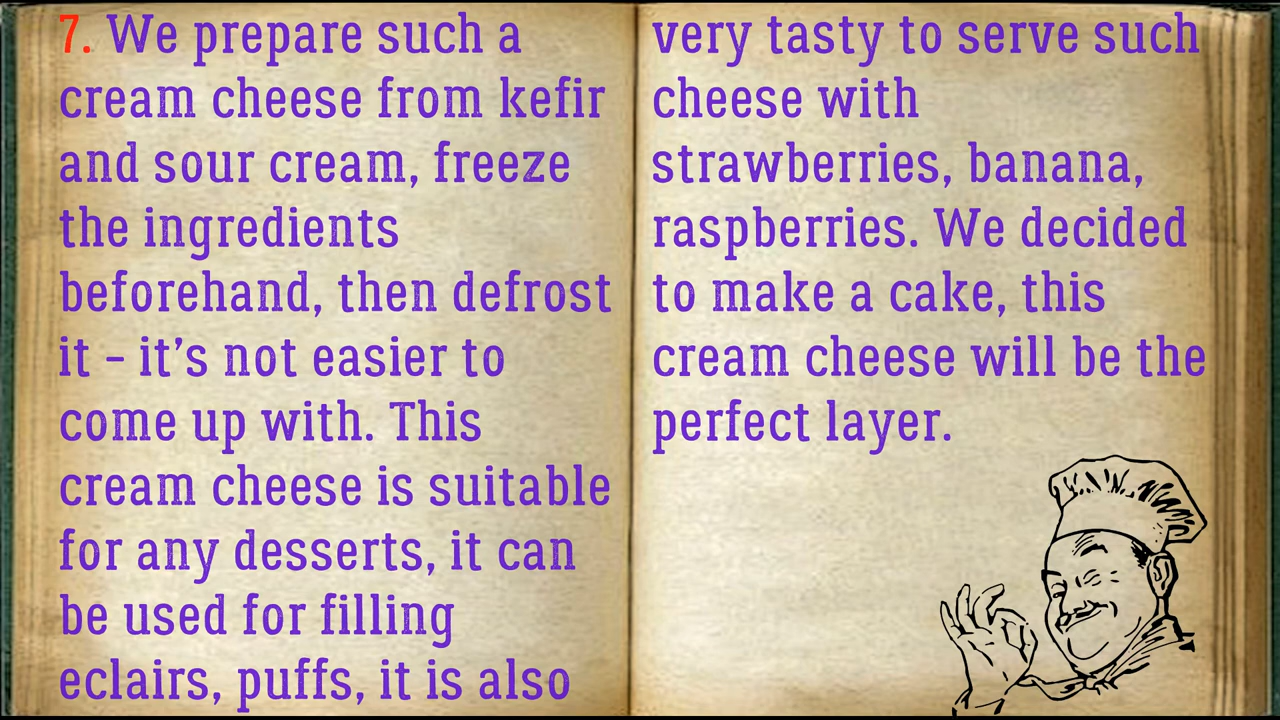 7. We prepare such a
cream cheese from kefir
and sour cream, freeze
the ingredients
beforehand, then defrost
it – it’s not easier to
come up with. This
cream cheese is suitable
for any desserts, it can
be used for filling
eclairs, puffs, it is also
very tasty to serve such
cheese with
strawberries, banana,
raspberries. We decided
to make a cake, this
cream cheese will be the
perfect layer.